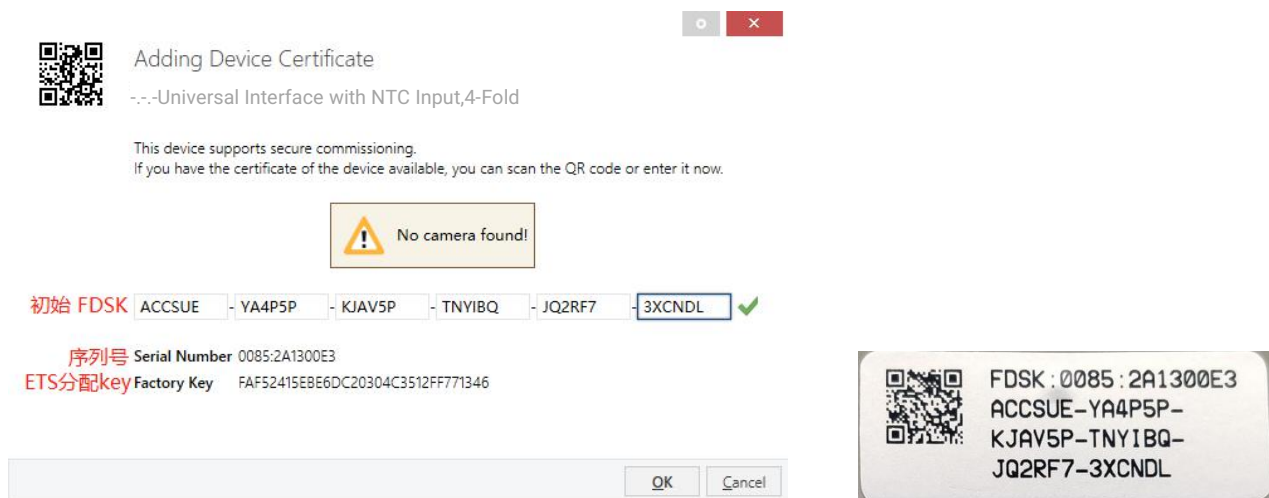 Adding Device Certificate
-.-.-Universal Interface with NTC Input,4-Fold
This device supports secure commissioning.
If you have the certificate of the device available, you can scan the QR code or enter it now.
No camera found!
初始 FDSK ACCSUE - YA4P5P - KJAV5P - TNYIBQ - JQ2RF7 - 3XCNDL
序列号 Serial Number 0085:2A1300E3
ETS分配key Factory Key FAF52415EBE6DC20304C3512FF771346
OK Cancel
FDSK:0085:2A1300E3
ACCSUE-YA4P5P-
KJAV5P-TNYIBQ-
JQ2RF7-3XCNDL